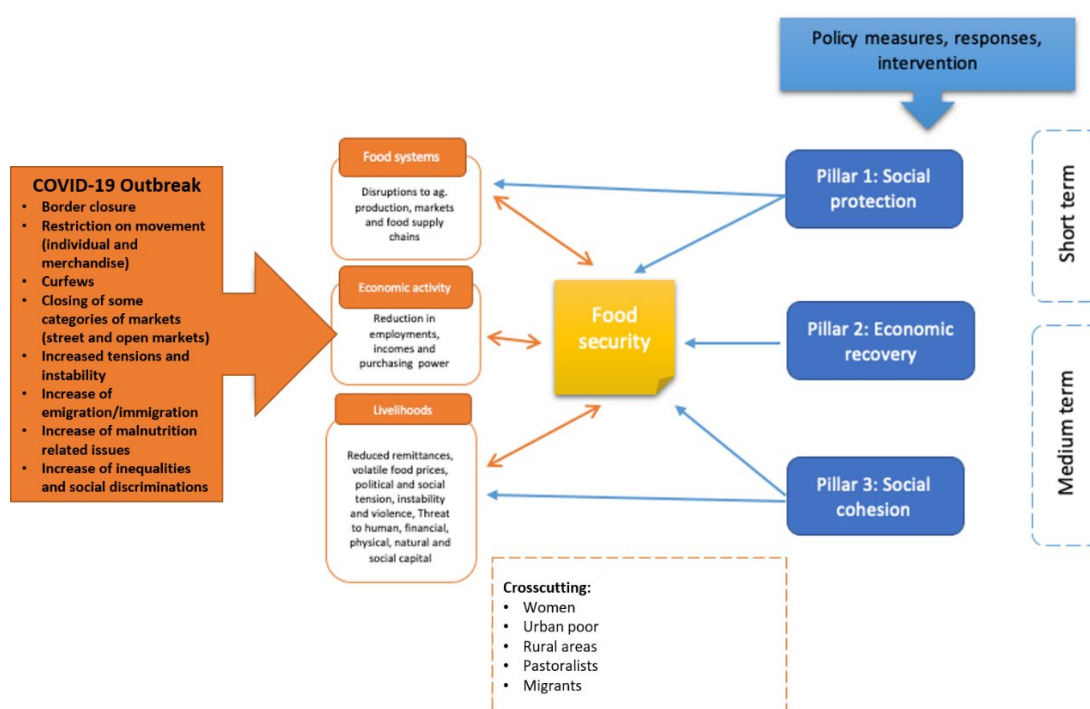 Policy measures, responses,
intervention
COVID-19 Outbreak
• Border closure
• Restriction on movement
(individual and
merchandise)
• Curfews
• Closing of some
categories of markets
(street and open markets)
• Increased tensions and
instability
• Increase of
emigration/immigration
• Increase of malnutrition
related issues
• Increase of inequalities
and social discriminations
Food systems
Disruptions to ag.
production, markets
and food supply
chains
Economic activity
Reduction in
employments,
incomes and
purchasing power
Livelihoods
Reduced remittances,
volatile food prices,
political and social
tension, instability
and violence, Threat
to human, financial,
physical, natural and
social capital
Food
security
Pillar 1: Social
protection
Pillar 2: Economic
recovery
Pillar 3: Social
cohesion
Short term
Medium term
Crosscutting:
• Women
• Urban poor
• Rural areas
• Pastoralists
• Migrants